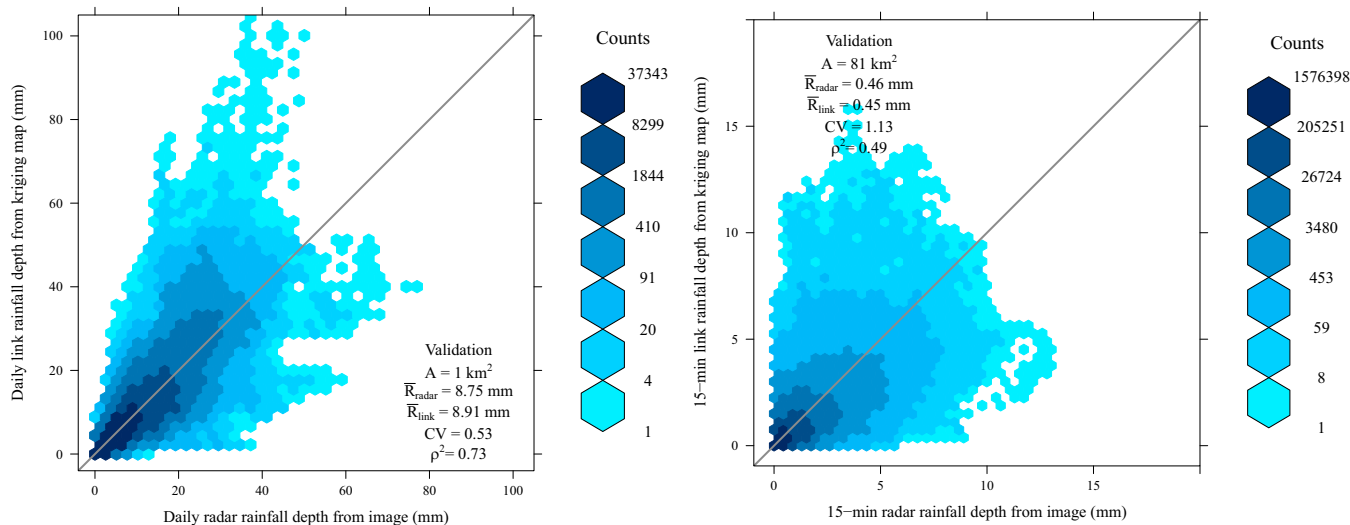 Daily link rainfall depth from kriging map (mm)
100
80
60
40
20
0
Validation
A = 1 km²
R̅radar = 8.75 mm
R̅link = 8.91 mm
CV = 0.53
ρ²= 0.73
0 20 40 60 80 100
Daily radar rainfall depth from image (mm)
Counts
37343
8299
1844
410
91
20
4
1
15−min link rainfall depth from kriging map (mm)
15
10
5
0
Validation
A = 81 km²
R̅radar = 0.46 mm
R̅link = 0.45 mm
CV = 1.13
ρ²= 0.49
0 5 10 15
15−min radar rainfall depth from image (mm)
Counts
1576398
205251
26724
3480
453
59
8
1